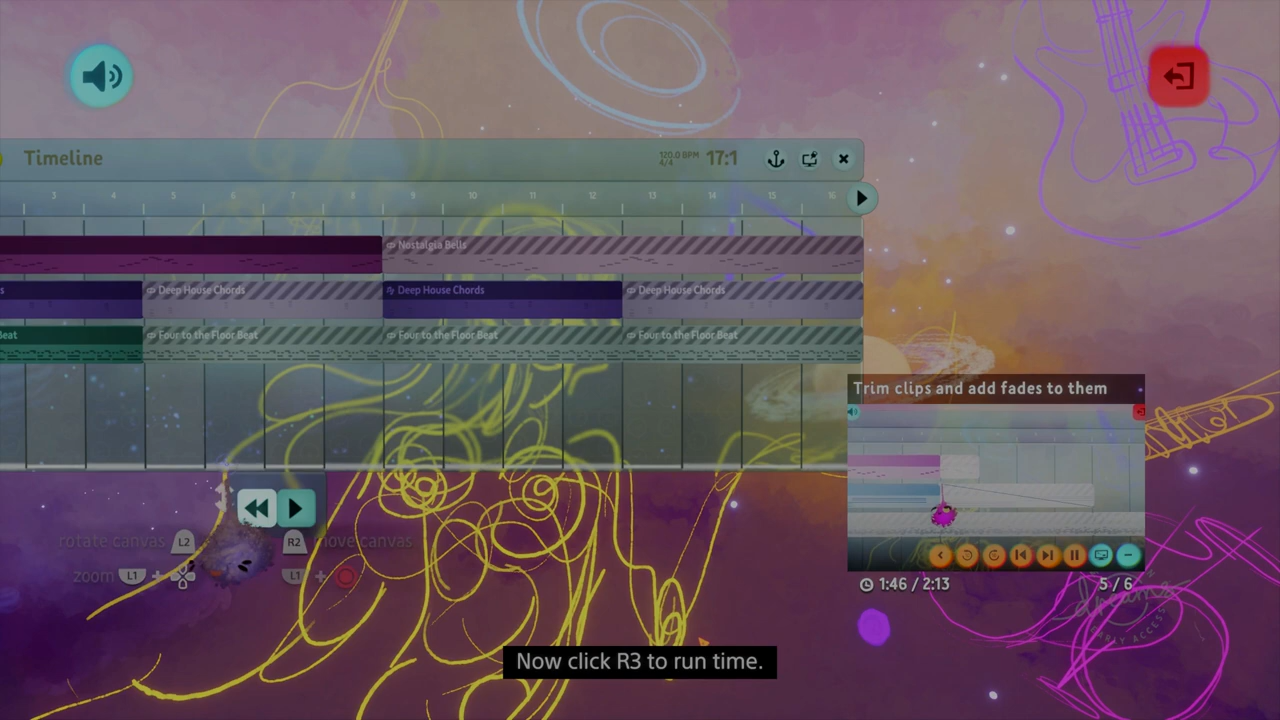 Timeline
120.0 BPM
4/4
17:1
3 4 5 6 7 8 9 10 11 12 13 14 15 16
Nostalgia Bells
s
Deep House Chords
Deep House Chords
Deep House Chords
Beat
Four to the Floor Beat
Four to the Floor Beat
Four to the Floor Beat
Trim clips and add fades to them
rotate canvas L2
R2 move canvas
zoom L1 +
L1 +
1:46 / 2:13
5 / 6
dreams
EARLY ACCESS
Now click R3 to run time.